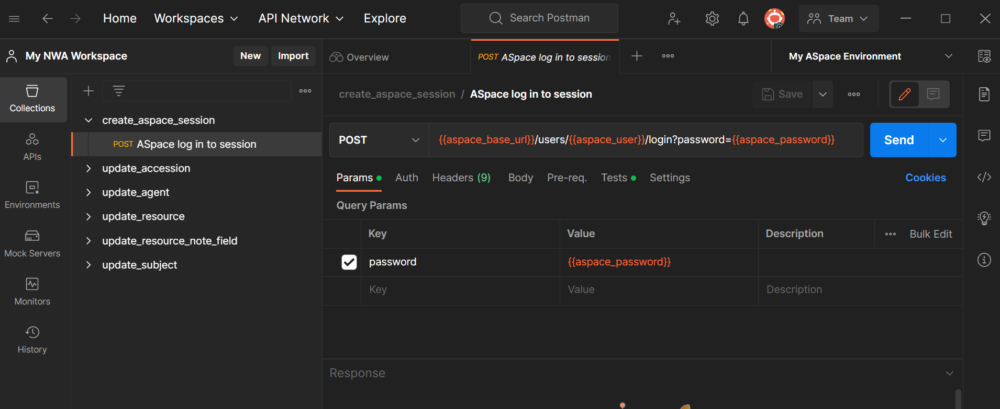 Home Workspaces API Network Explore Search Postman Team
My NWA Workspace New Import Overview POST ASpace log in to session My ASpace Environment
Collections
APIs
Environments
Mock Servers
Monitors
History
create_aspace_session
POST ASpace log in to session
update_accession
update_agent
update_resource
update_resource_note_field
update_subject
create_aspace_session / ASpace log in to session Save
POST {{aspace_base_url}}/users/{{aspace_user}}/login?password={{aspace_password}} Send
Params Auth Headers (9) Body Pre-req. Tests Settings Cookies
Query Params
Key Value Description Bulk Edit
password {{aspace_password}}
Key Value Description
Response